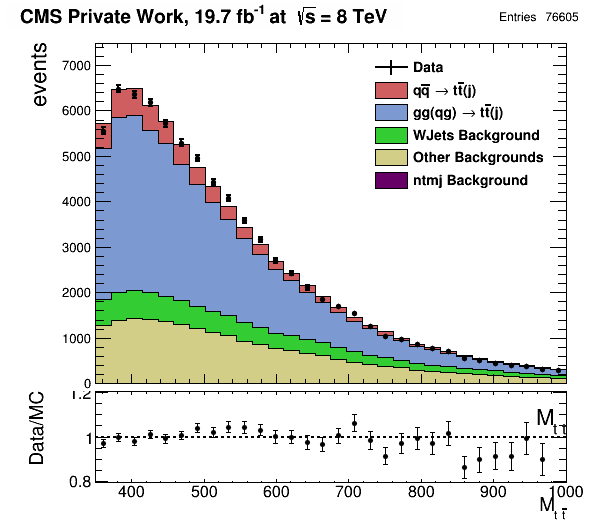 CMS Private Work, 19.7 fb⁻¹ at √s = 8 TeV
Entries 76605
events
7000
6000
5000
4000
3000
2000
1000
0
Data
qq̅ → tt̅(j)
gg(qg) → tt̅(j)
WJets Background
Other Backgrounds
ntmj Background
Data/MC
1.2
1
0.8
M t t̅
400 500 600 700 800 900 1000
M t t̅